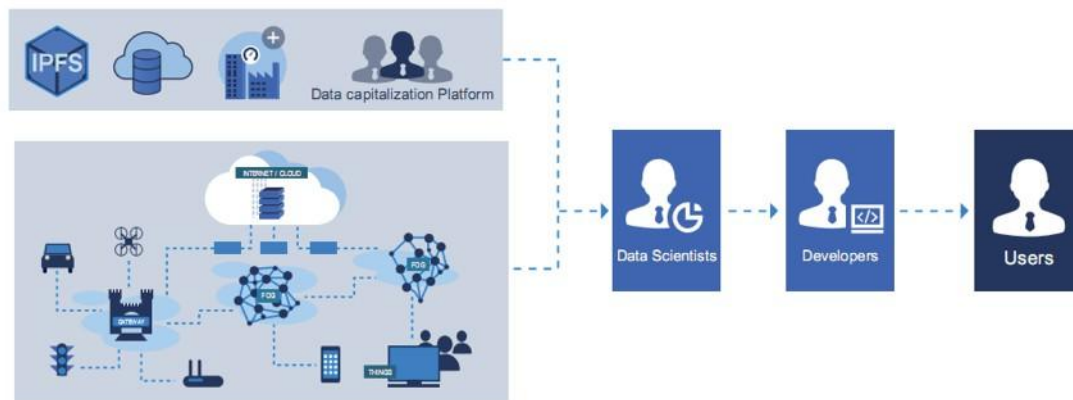 IPFS
Data capitalization Platform
INTERNET / CLOUD
FOG
FOG
GATEWAY
THINGS
</>
Data Scientists
Developers
Users